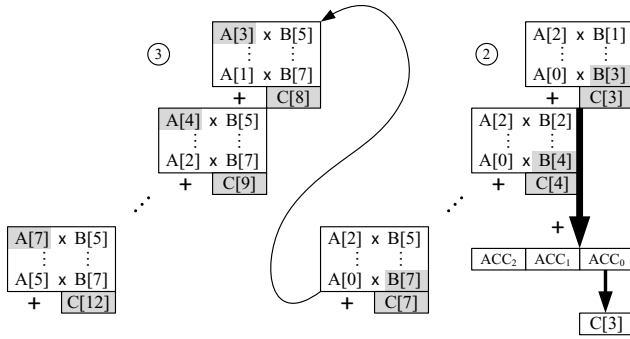 ③
A[3] x B[5]
⋮ ⋮
A[1] x B[7]
+ C[8]
A[4] x B[5]
⋮ ⋮
A[2] x B[7]
+ C[9]
⋰
A[7] x B[5]
⋮ ⋮
A[5] x B[7]
+ C[12]
②
A[2] x B[1]
⋮ ⋮
A[0] x B[3]
+ C[3]
A[2] x B[2]
⋮ ⋮
A[0] x B[4]
+ C[4]
⋰
A[2] x B[5]
⋮ ⋮
A[0] x B[7]
+ C[7]
+
ACC₂ ACC₁ ACC₀
C[3]